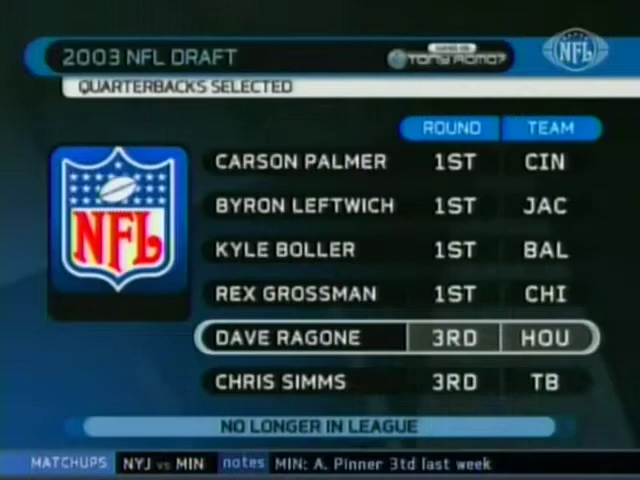 2003 NFL DRAFT
TONY ROMO?
NFL
QUARTERBACKS SELECTED
ROUND TEAM
CARSON PALMER 1ST CIN
BYRON LEFTWICH 1ST JAC
KYLE BOLLER 1ST BAL
REX GROSSMAN 1ST CHI
DAVE RAGONE 3RD HOU
CHRIS SIMMS 3RD TB
NFL
NO LONGER IN LEAGUE
MATCHUPS NYJ vs MIN notes MIN: A. Pinner 3td last week